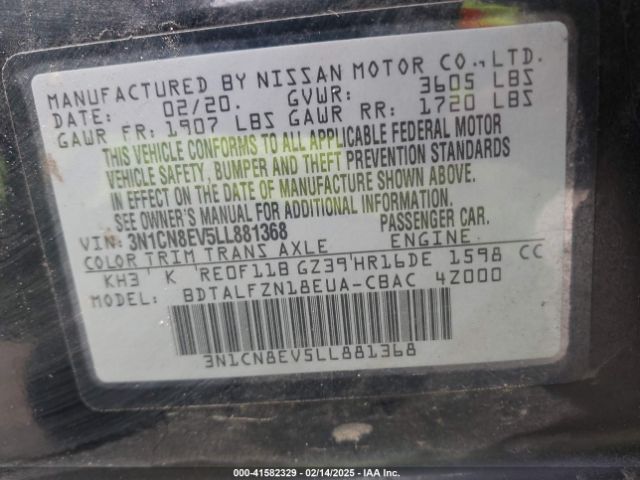 MANUFACTURED BY NISSAN MOTOR CO., LTD.
DATE: 02/20. GVWR: 3605 LBS
GAWR FR: 1907 LBS GAWR RR: 1720 LBS
THIS VEHICLE CONFORMS TO ALL APPLICABLE FEDERAL MOTOR
VEHICLE SAFETY, BUMPER AND THEFT PREVENTION STANDARDS
IN EFFECT ON THE DATE OF MANUFACTURE SHOWN ABOVE.
SEE OWNER'S MANUAL FOR ADDITIONAL INFORMATION.
VIN: 3N1CN8EV5LL881368 PASSENGER CAR.
COLOR TRIM TRANS AXLE ENGINE
KH3 K RE0F11B GZ39 HR16DE 1598 CC
MODEL: BDTALFZN18EUA-CBAC 4Z000
3N1CN8EV5LL881368
000-41582329 - 02/14/2025 - IAA Inc.